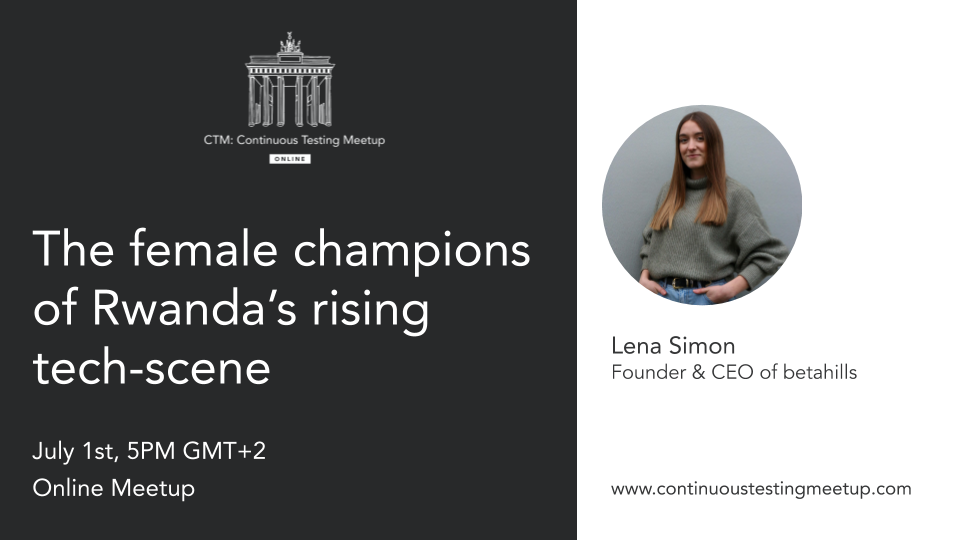 CTM: Continuous Testing Meetup
ONLINE
The female champions
of Rwanda’s rising
tech-scene
July 1st, 5PM GMT+2
Online Meetup
Lena Simon
Founder & CEO of betahills
www.continuoustestingmeetup.com